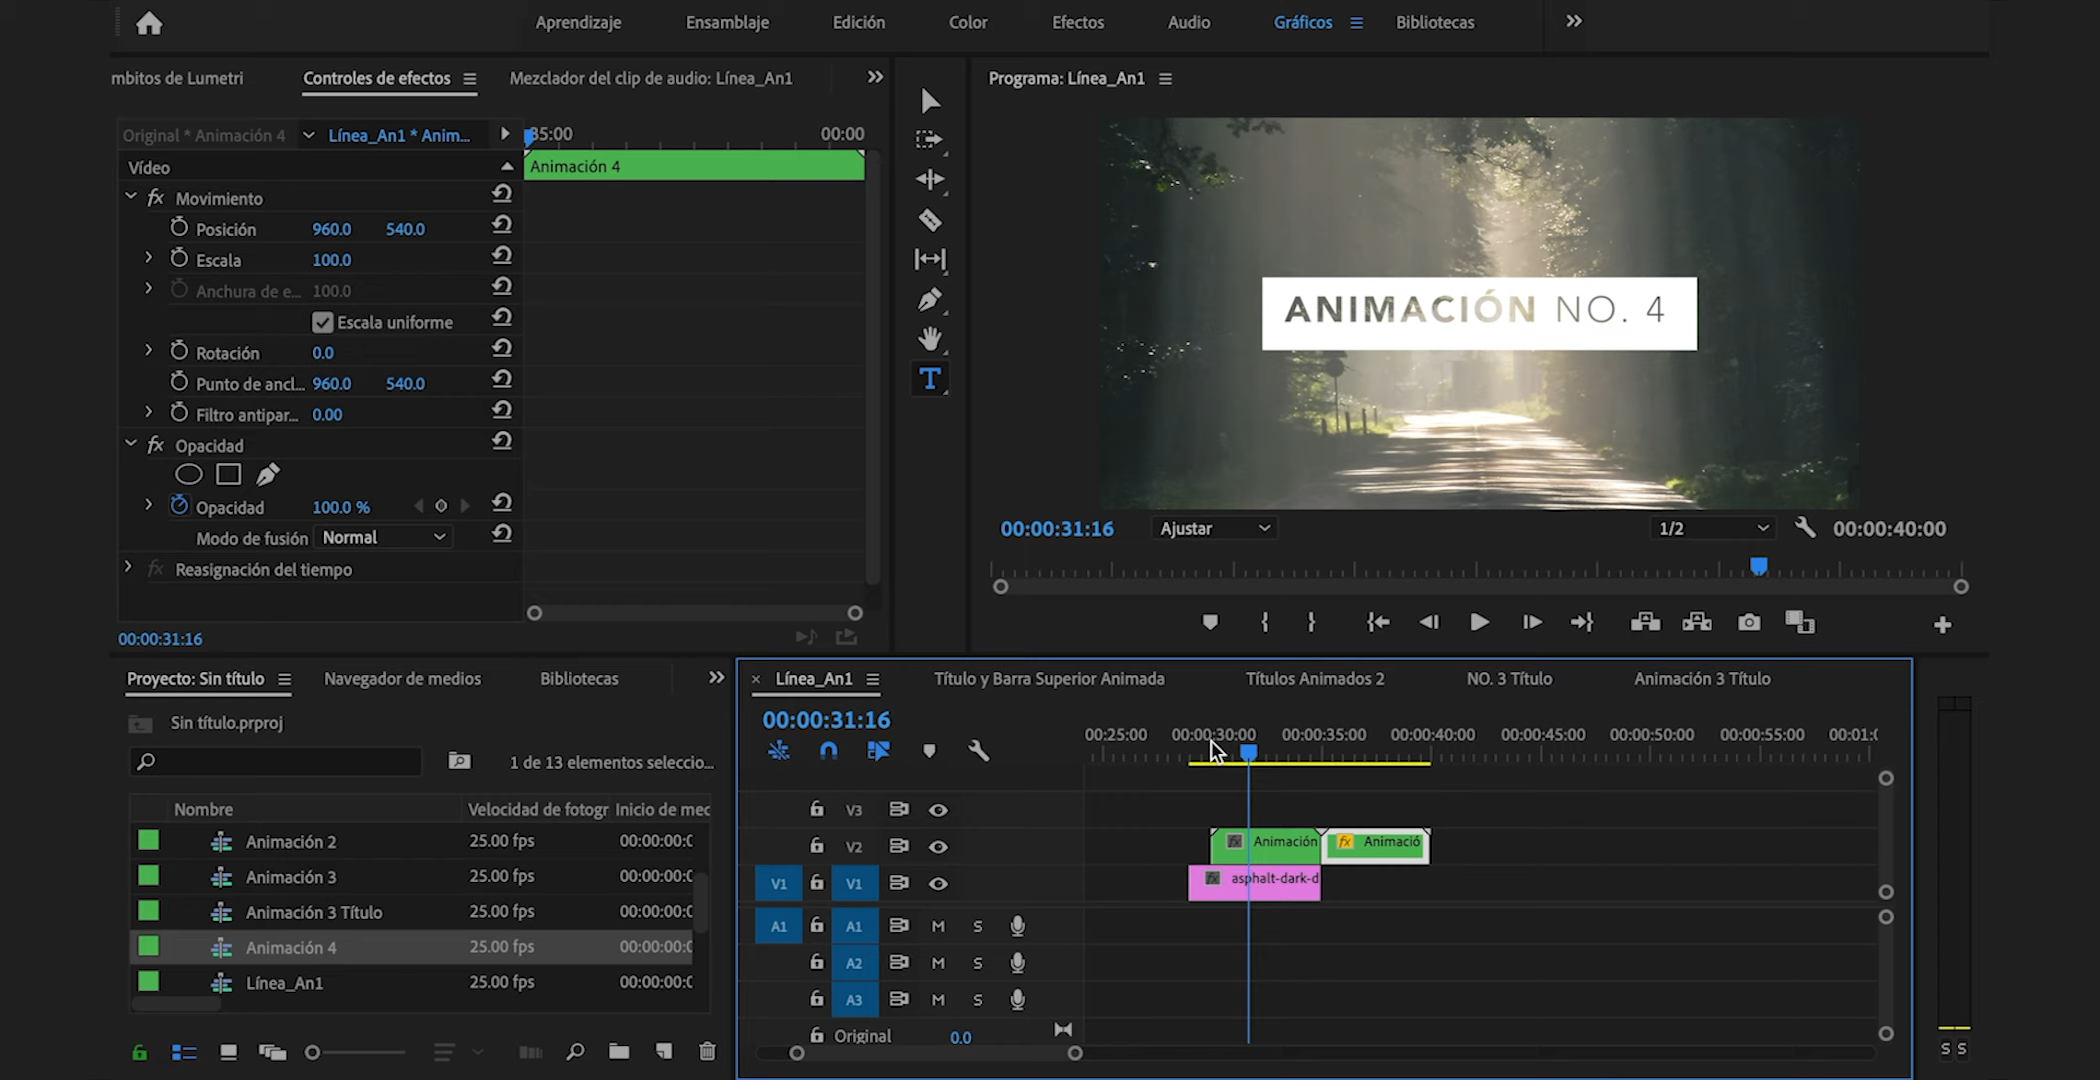 Aprendizaje Ensamblaje Edición Color Efectos Audio Gráficos Bibliotecas
mbitos de Lumetri Controles de efectos Mezclador del clip de audio: Línea_An1
Original * Animación 4 Línea_An1 * Anim... 35:00 00:00
Vídeo Animación 4
fx Movimiento
Posición 960.0 540.0
Escala 100.0
Anchura de e... 100.0
Escala uniforme
Rotación 0.0
Punto de ancl... 960.0 540.0
Filtro antipar... 0.00
fx Opacidad
Opacidad 100.0 %
Modo de fusión Normal
fx Reasignación del tiempo
00:00:31:16
Programa: Línea_An1
ANIMACIÓN NO. 4
00:00:31:16 Ajustar 1/2 00:00:40:00
Proyecto: Sin título Navegador de medios Bibliotecas
Sin título.prproj
1 de 13 elementos seleccio...
Nombre Velocidad de fotogr Inicio de med
Animación 2 25.00 fps 00:00:00:0
Animación 3 25.00 fps 00:00:00:0
Animación 3 Título 25.00 fps 00:00:00:0
Animación 4 25.00 fps 00:00:00:0
Línea_An1 25.00 fps 00:00:00:0
× Línea_An1 Título y Barra Superior Animada Títulos Animados 2 NO. 3 Título Animación 3 Título
00:00:31:16
00:25:00 00:00:30:00 00:00:35:00 00:00:40:00 00:00:45:00 00:00:50:00 00:00:55:00 00:01:0
V3
V2 fx Animación fx Animació
V1 V1 fx asphalt-dark-d
A1 A1 M S
A2 M S
A3 M S
Original 0.0
S S